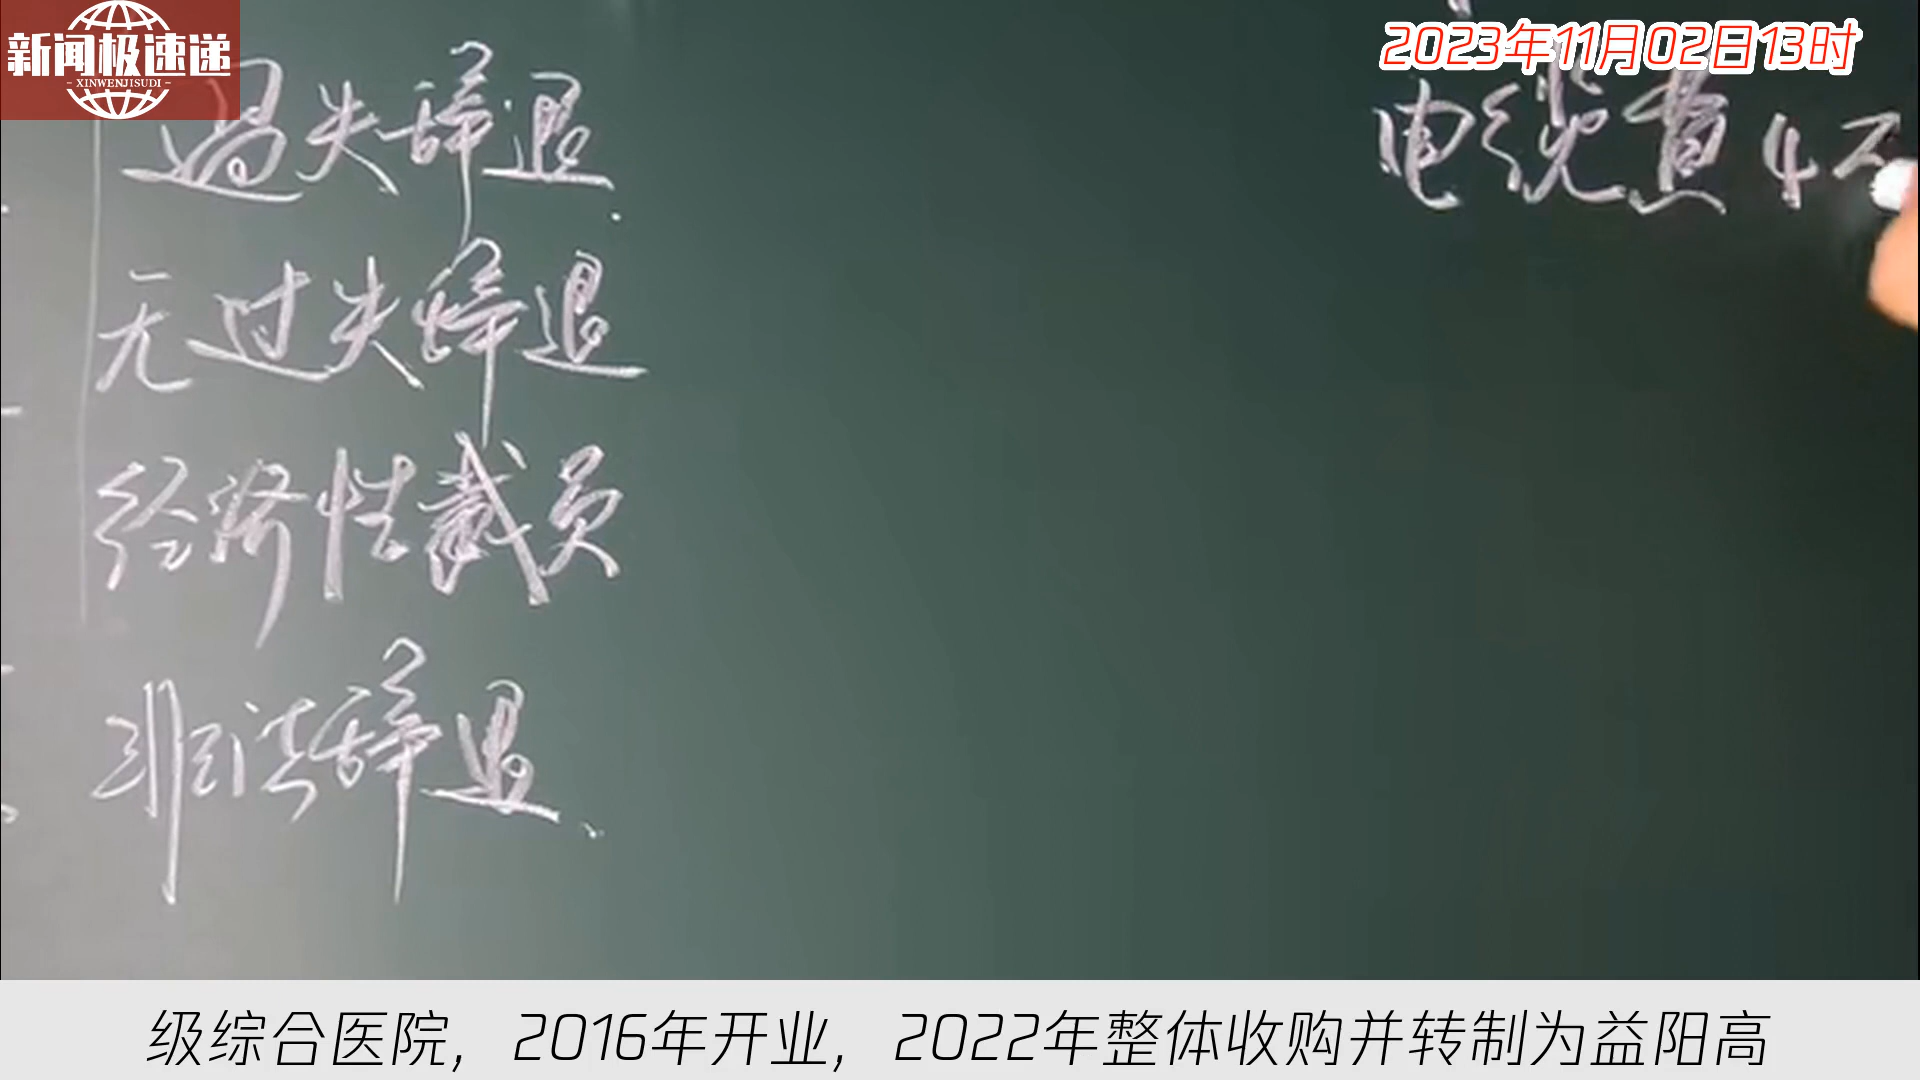 新闻极速递
-XINWENJISUDI-
2023年11月02日13时
过失辞退.
无过失辞退
经济性裁员
非法辞退、
电缆费4万
级综合医院，2016年开业，2022年整体收购并转制为益阳高